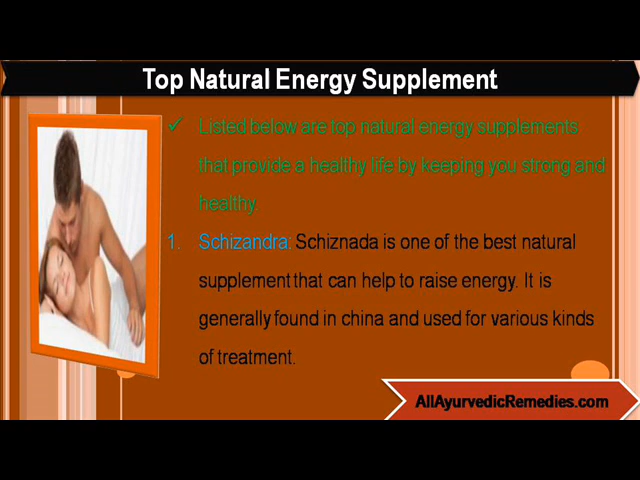 Top Natural Energy Supplement
✓ Listed below are top natural energy supplements
that provide a healthy life by keeping you strong and
healthy.
1. Schizandra: Schiznada is one of the best natural
supplement that can help to raise energy. It is
generally found in china and used for various kinds
of treatment.
AllAyurvedicRemedies.com